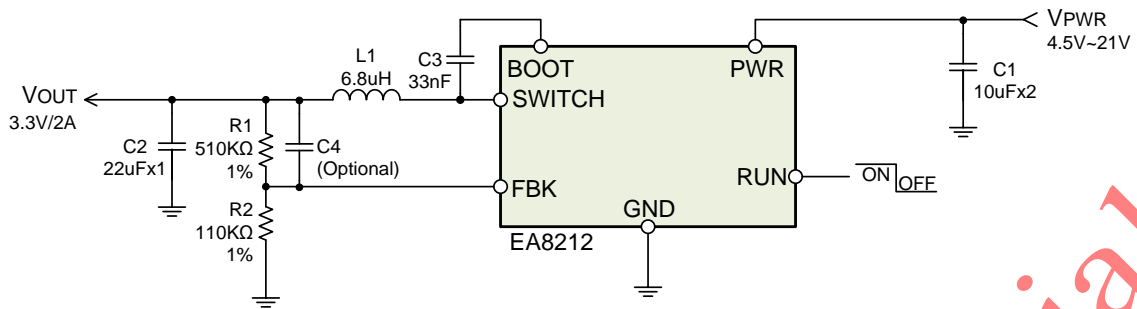 VPWR
4.5V~21V
C1
10uFx2
BOOT
PWR
SWITCH
FBK
RUN
GND
EA8212
ON
OFF
C3
33nF
L1
6.8uH
VOUT
3.3V/2A
C2
22uFx1
R1
510KΩ
1%
C4
(Optional)
R2
110KΩ
1%